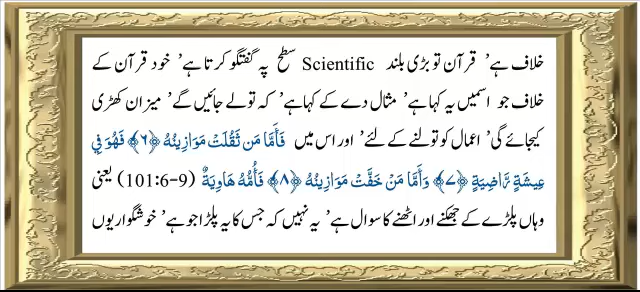 خلاف ہے’ قرآن تو بڑی بلند Scientific سطح پہ گفتگو کرتا ہے’ خود قرآن کے
خلاف جو اسمیں یہ کہا ہے’ مثال دے کے کہا ہے’ کہ تولے جائیں گے’ میزان کھڑی
کیجائے گی’ اعمال کو تولنے کے لئے’ اور اس میں فَأَمَّا مَن ثَقُلَتْ مَوَازِينُهُ ﴿٦﴾ فَهُوَ فِي
عِيشَةٍ رَّاضِيَةٍ ﴿٧﴾ وَأَمَّا مَنْ خَفَّتْ مَوَازِينُهُ ﴿٨﴾ فَأُمُّهُ هَاوِيَةٌ (101:6-9) یعنی
وہاں پلڑے کے جھکنے اور اٹھنے کا سوال ہے’ یہ نہیں کہ جس کا یہ پلڑا جو ہے’ خوشگواریوں